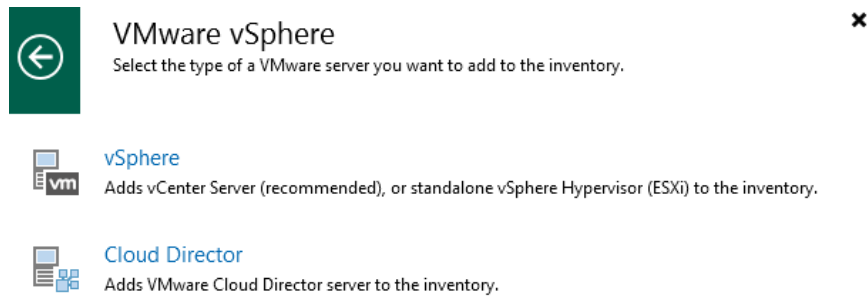 VMware vSphere
Select the type of a VMware server you want to add to the inventory.
vSphere
vm
Adds vCenter Server (recommended), or standalone vSphere Hypervisor (ESXi) to the inventory.
Cloud Director
Adds VMware Cloud Director server to the inventory.